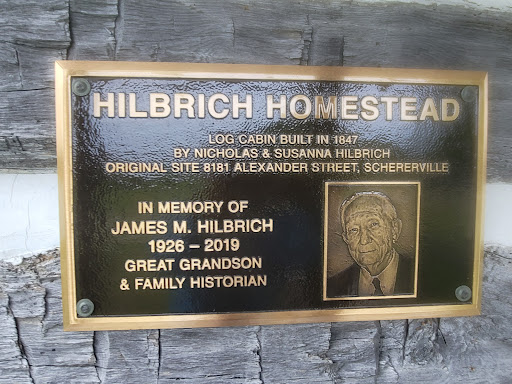 HILBRICH HOMESTEAD
LOG CABIN BUILT IN 1847
BY NICHOLAS & SUSANNA HILBRICH
ORIGINAL SITE 8181 ALEXANDER STREET, SCHERERVILLE
IN MEMORY OF
JAMES M. HILBRICH
1926 – 2019
GREAT GRANDSON
& FAMILY HISTORIAN